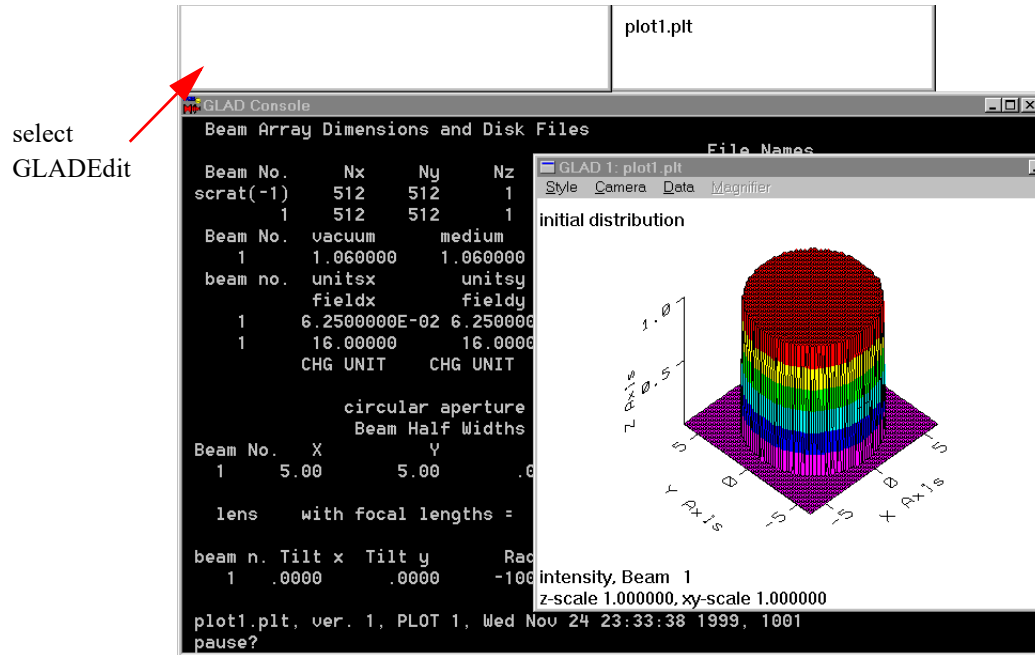 plot1.plt
select
GLADEdit
GLAD Console
Beam Array Dimensions and Disk Files
File Names
Beam No. Nx Ny Nz
scrat(-1) 512 512 1
1 512 512 1
Beam No. vacuum medium
1 1.060000 1.060000
beam no. unitsx unitsy
fieldx fieldy
1 6.2500000E-02 6.250000
1 16.00000 16.0000
CHG UNIT CHG UNIT
circular aperture
Beam Half Widths
Beam No. X Y
1 5.00 5.00 .0
lens with focal lengths =
beam n. Tilt x Tilt y Rad
1 .0000 .0000 -100
plot1.plt, ver. 1, PLOT 1, Wed Nov 24 23:33:38 1999, 1001
pause?
GLAD 1: plot1.plt
Style Camera Data Magnifier
initial distribution
1.0
0.5
Z Axis
5
0
-5
Y Axis
-5
0
5
X Axis
intensity, Beam 1
z-scale 1.000000, xy-scale 1.000000